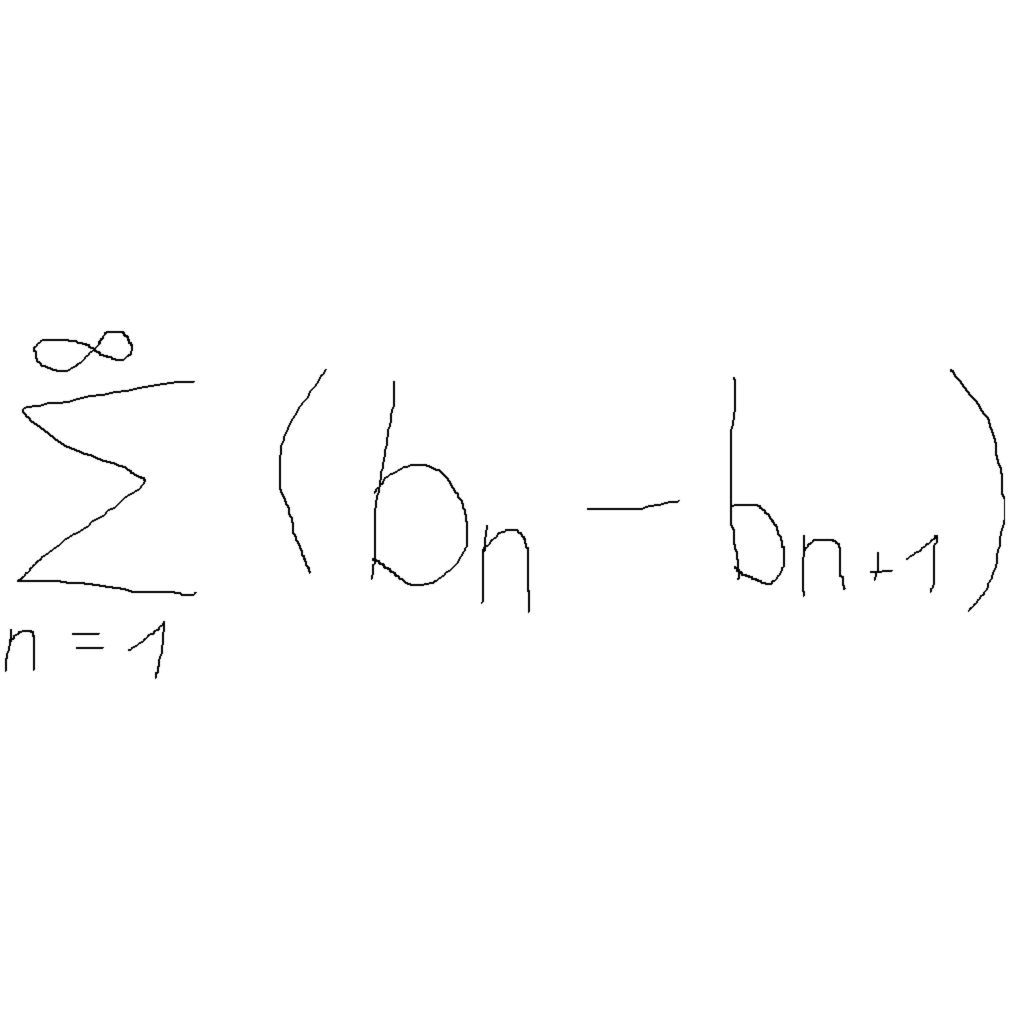 ∞
∑ (bₙ − bₙ₊₁)
n = 1